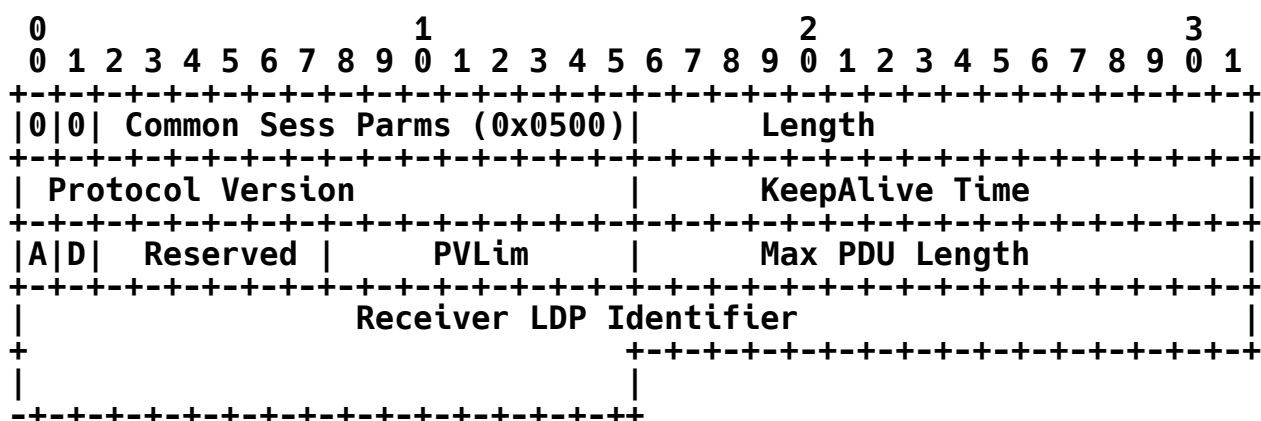 0                   1                   2                   3
 0 1 2 3 4 5 6 7 8 9 0 1 2 3 4 5 6 7 8 9 0 1 2 3 4 5 6 7 8 9 0 1
+-+-+-+-+-+-+-+-+-+-+-+-+-+-+-+-+-+-+-+-+-+-+-+-+-+-+-+-+-+-+-+-+
|0|0| Common Sess Parms (0x0500)|      Length                   |
+-+-+-+-+-+-+-+-+-+-+-+-+-+-+-+-+-+-+-+-+-+-+-+-+-+-+-+-+-+-+-+-+
| Protocol Version              |      KeepAlive Time           |
+-+-+-+-+-+-+-+-+-+-+-+-+-+-+-+-+-+-+-+-+-+-+-+-+-+-+-+-+-+-+-+-+
|A|D|  Reserved |     PVLim     |      Max PDU Length           |
+-+-+-+-+-+-+-+-+-+-+-+-+-+-+-+-+-+-+-+-+-+-+-+-+-+-+-+-+-+-+-+-+
|                 Receiver LDP Identifier                       |
+                               +-+-+-+-+-+-+-+-+-+-+-+-+-+-+-+-+
|                               |
-+-+-+-+-+-+-+-+-+-+-+-+-+-+-+-++